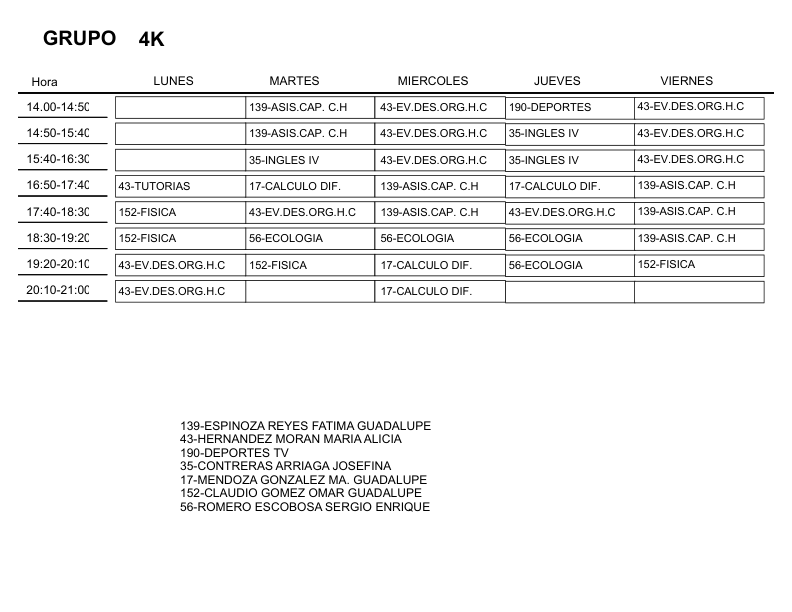 GRUPO 4K
Hora LUNES MARTES MIERCOLES JUEVES VIERNES
14.00-14:50 139-ASIS.CAP. C.H 43-EV.DES.ORG.H.C 190-DEPORTES 43-EV.DES.ORG.H.C
14:50-15:40 139-ASIS.CAP. C.H 43-EV.DES.ORG.H.C 35-INGLES IV 43-EV.DES.ORG.H.C
15:40-16:30 35-INGLES IV 43-EV.DES.ORG.H.C 35-INGLES IV 43-EV.DES.ORG.H.C
16:50-17:40 43-TUTORIAS 17-CALCULO DIF. 139-ASIS.CAP. C.H 17-CALCULO DIF. 139-ASIS.CAP. C.H
17:40-18:30 152-FISICA 43-EV.DES.ORG.H.C 139-ASIS.CAP. C.H 43-EV.DES.ORG.H.C 139-ASIS.CAP. C.H
18:30-19:20 152-FISICA 56-ECOLOGIA 56-ECOLOGIA 56-ECOLOGIA 139-ASIS.CAP. C.H
19:20-20:10 43-EV.DES.ORG.H.C 152-FISICA 17-CALCULO DIF. 56-ECOLOGIA 152-FISICA
20:10-21:00 43-EV.DES.ORG.H.C 17-CALCULO DIF.
139-ESPINOZA REYES FATIMA GUADALUPE
43-HERNANDEZ MORAN MARIA ALICIA
190-DEPORTES TV
35-CONTRERAS ARRIAGA JOSEFINA
17-MENDOZA GONZALEZ MA. GUADALUPE
152-CLAUDIO GOMEZ OMAR GUADALUPE
56-ROMERO ESCOBOSA SERGIO ENRIQUE